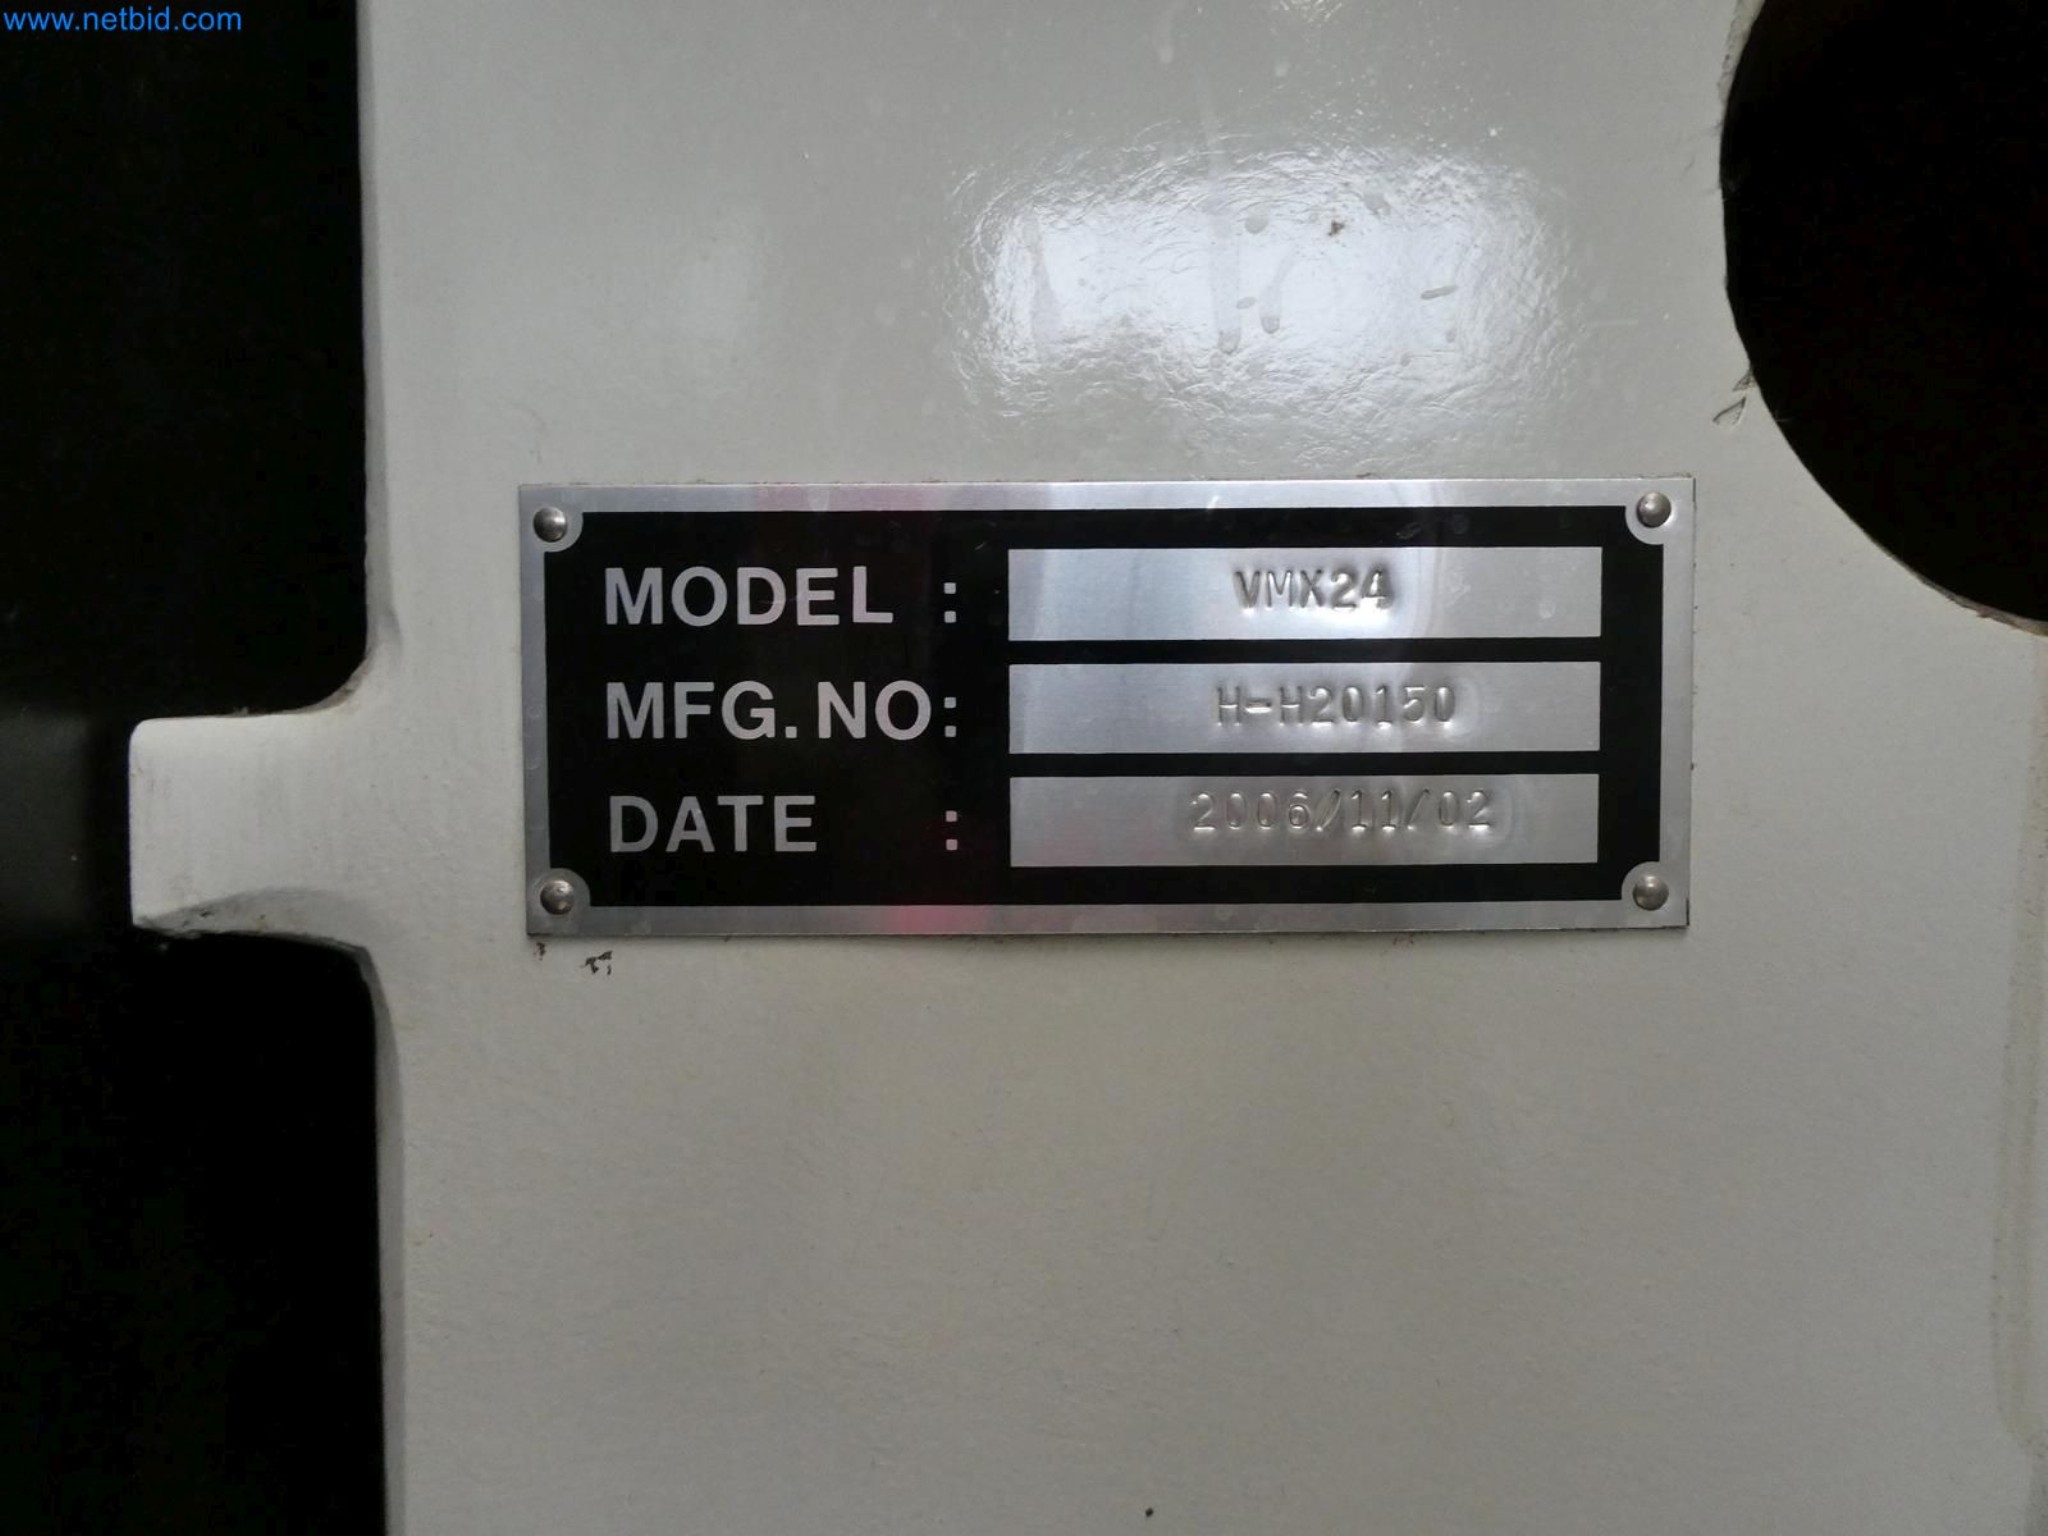 www.netbid.com
MODEL : VMX24
MFG. NO: H-H20150
DATE : 2006/11/02